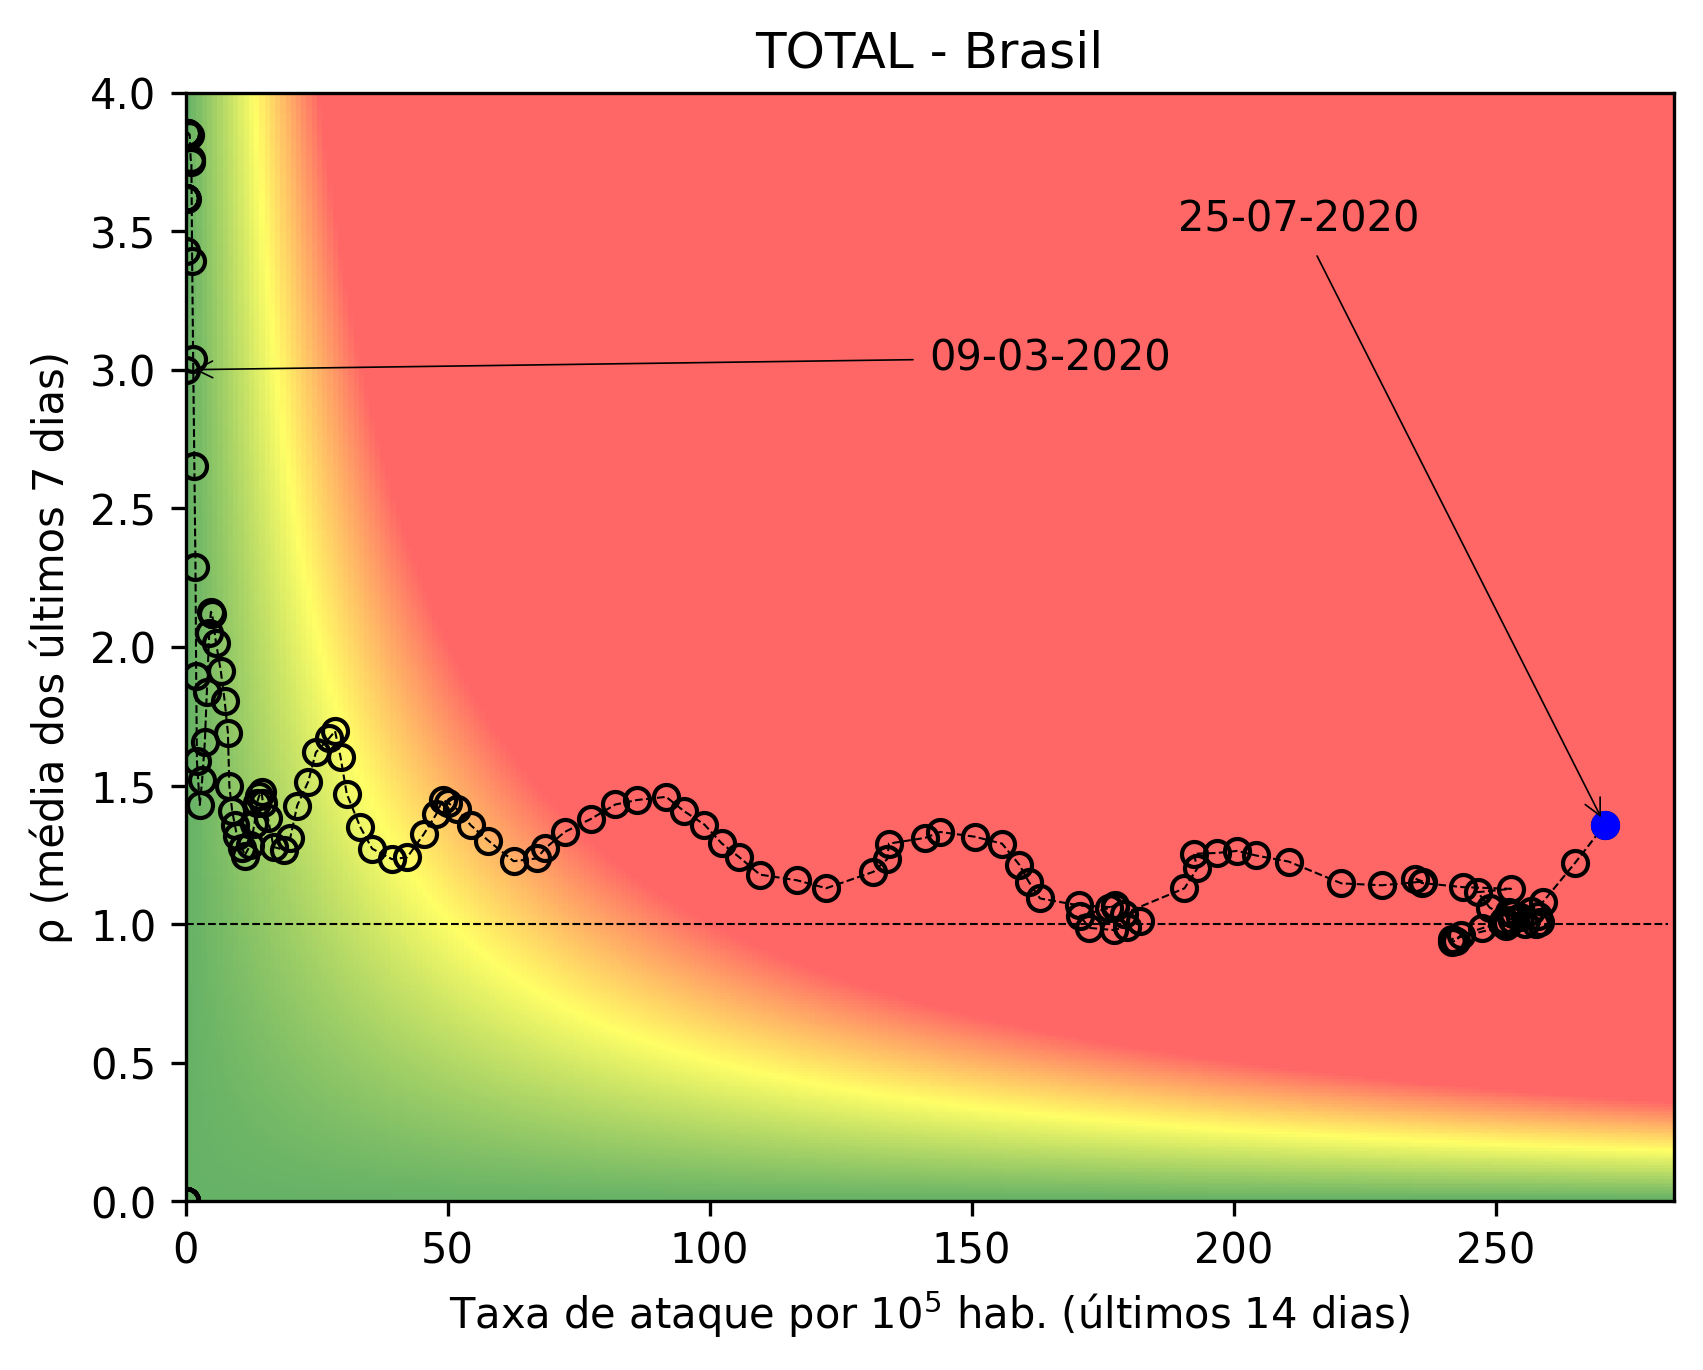 TOTAL - Brasil
4.0
3.5
3.0
2.5
2.0
1.5
1.0
0.5
0.0
ρ (média dos últimos 7 dias)
25-07-2020
09-03-2020
0 50 100 150 200 250
Taxa de ataque por 10⁵ hab. (últimos 14 dias)